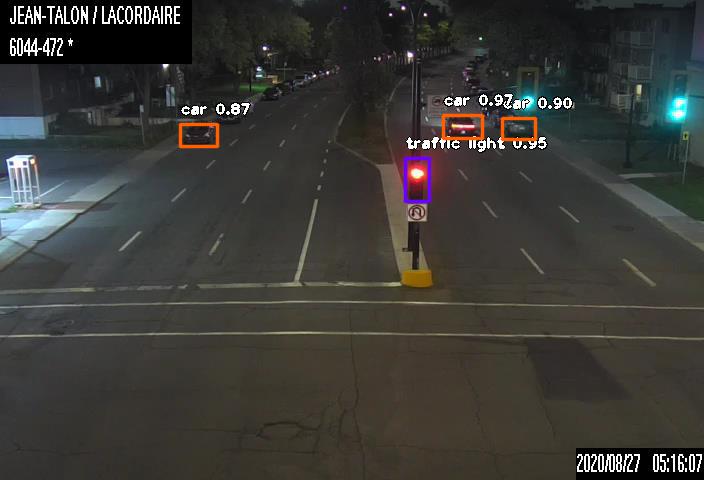 JEAN-TALON / LACORDAIRE
6044-472 *
car 0.87
car 0.97
car 0.90
traffic light 0.95
2020/08/27 05:16:07